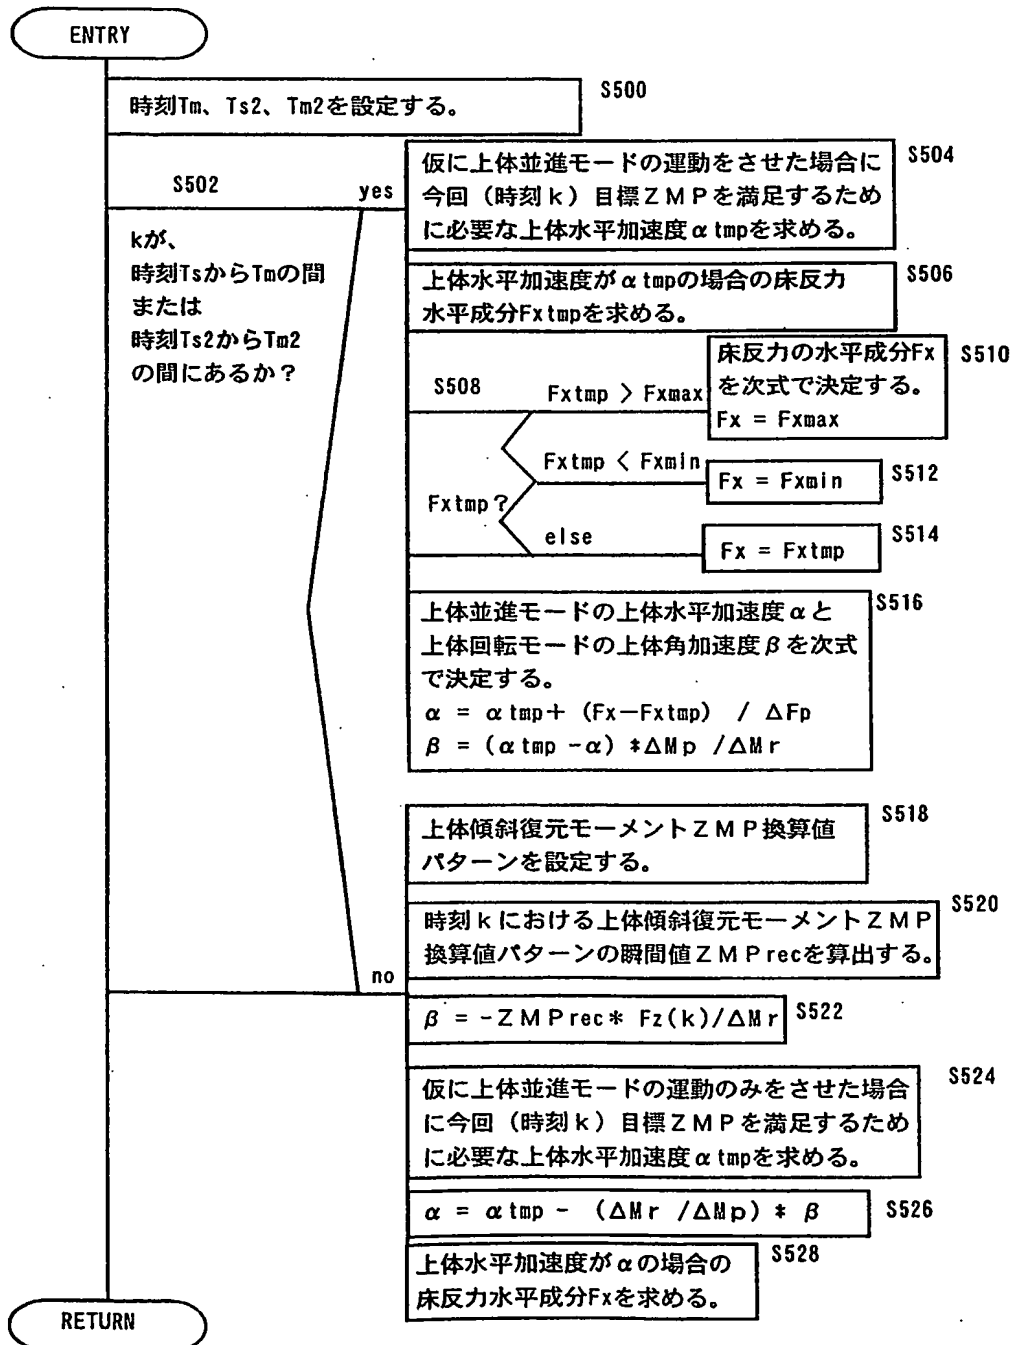 ENTRY
時刻Tm、Ts2、Tm2を設定する。
S500
S502
yes
kが、
時刻TsからTmの間
または
時刻Ts2からTm2
の間にあるか？
仮に上体並進モードの運動をさせた場合に
今回（時刻ｋ）目標ＺＭＰを満足するため
に必要な上体水平加速度αtmpを求める。
S504
上体水平加速度がαtmpの場合の床反力
水平成分Fxtmpを求める。
S506
S508
Fxtmp？
Fxtmp > Fxmax
床反力の水平成分Fx
を次式で決定する。
Fx = Fxmax
S510
Fxtmp < Fxmin
Fx = Fxmin
S512
else
Fx = Fxtmp
S514
上体並進モードの上体水平加速度αと
上体回転モードの上体角加速度βを次式
で決定する。
α = αtmp＋ (Fx－Fxtmp) / ΔFp
β = (αtmp -α) *ΔMp /ΔMr
S516
上体傾斜復元モーメントＺＭＰ換算値
パターンを設定する。
S518
時刻ｋにおける上体傾斜復元モーメントＺＭＰ
換算値パターンの瞬間値ＺＭＰrecを算出する。
S520
no
β = -ＺＭＰrec* Fz(k)/ΔMr
S522
仮に上体並進モードの運動のみをさせた場合
に今回（時刻ｋ）目標ＺＭＰを満足するため
に必要な上体水平加速度αtmpを求める。
S524
α = αtmp - (ΔMr /ΔMp) * β
S526
上体水平加速度がαの場合の
床反力水平成分Fxを求める。
S528
RETURN